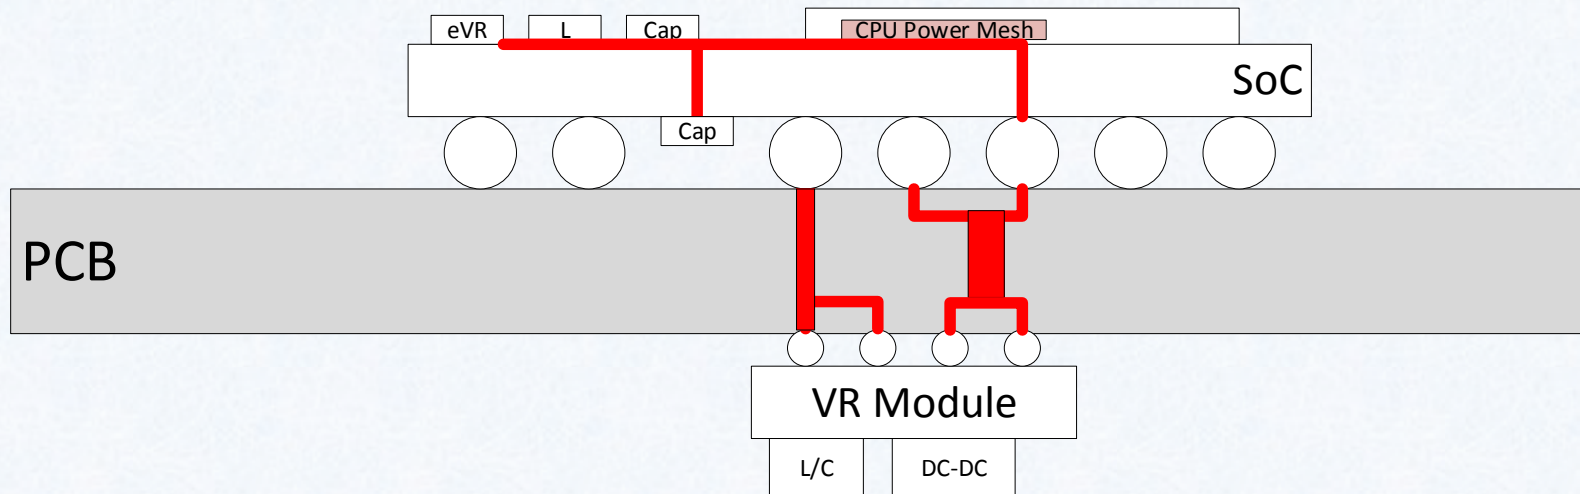 eVR
L
Cap
CPU Power Mesh
SoC
Cap
PCB
VR Module
L/C
DC-DC